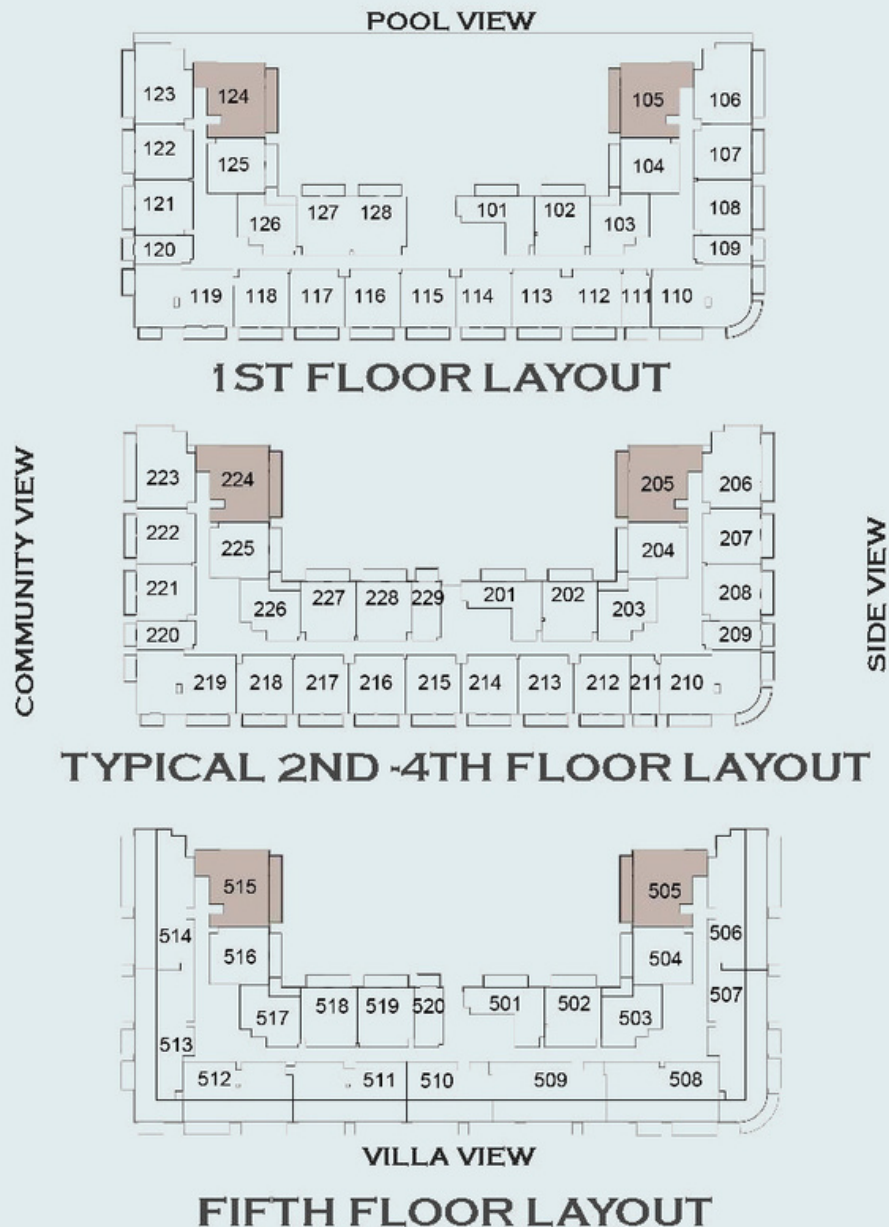 POOL VIEW
123 124 105 106
122 125 104 107
121 126 127 128 101 102 103 108
120 109
119 118 117 116 115 114 113 112 111 110
1ST FLOOR LAYOUT
COMMUNITY VIEW
SIDE VIEW
223 224 205 206
222 225 204 207
221 226 227 228 229 201 202 203 208
220 209
219 218 217 216 215 214 213 212 211 210
TYPICAL 2ND -4TH FLOOR LAYOUT
515 505
514 516 504 506
517 518 519 520 501 502 503 507
513
512 511 510 509 508
VILLA VIEW
FIFTH FLOOR LAYOUT